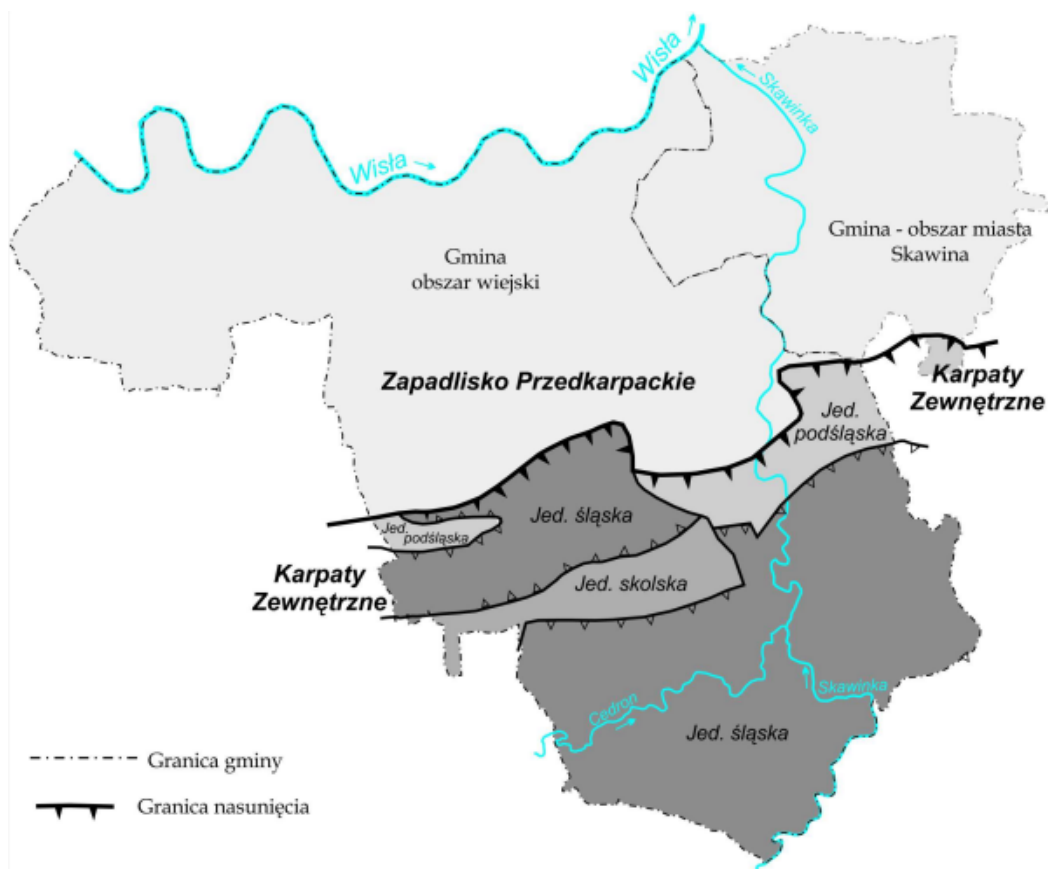 Wisła
Skawinka
Wisła
Gmina - obszar miasta
Skawina
Gmina
obszar wiejski
Zapadlisko Przedkarpackie
Karpaty
Zewnętrzne
Jed.
podśląska
Jed. śląska
Jed.
podśląska
Karpaty
Zewnętrzne
Jed. skolska
Cedron
Skawinka
Jed. śląska
Granica gminy
Granica nasunięcia